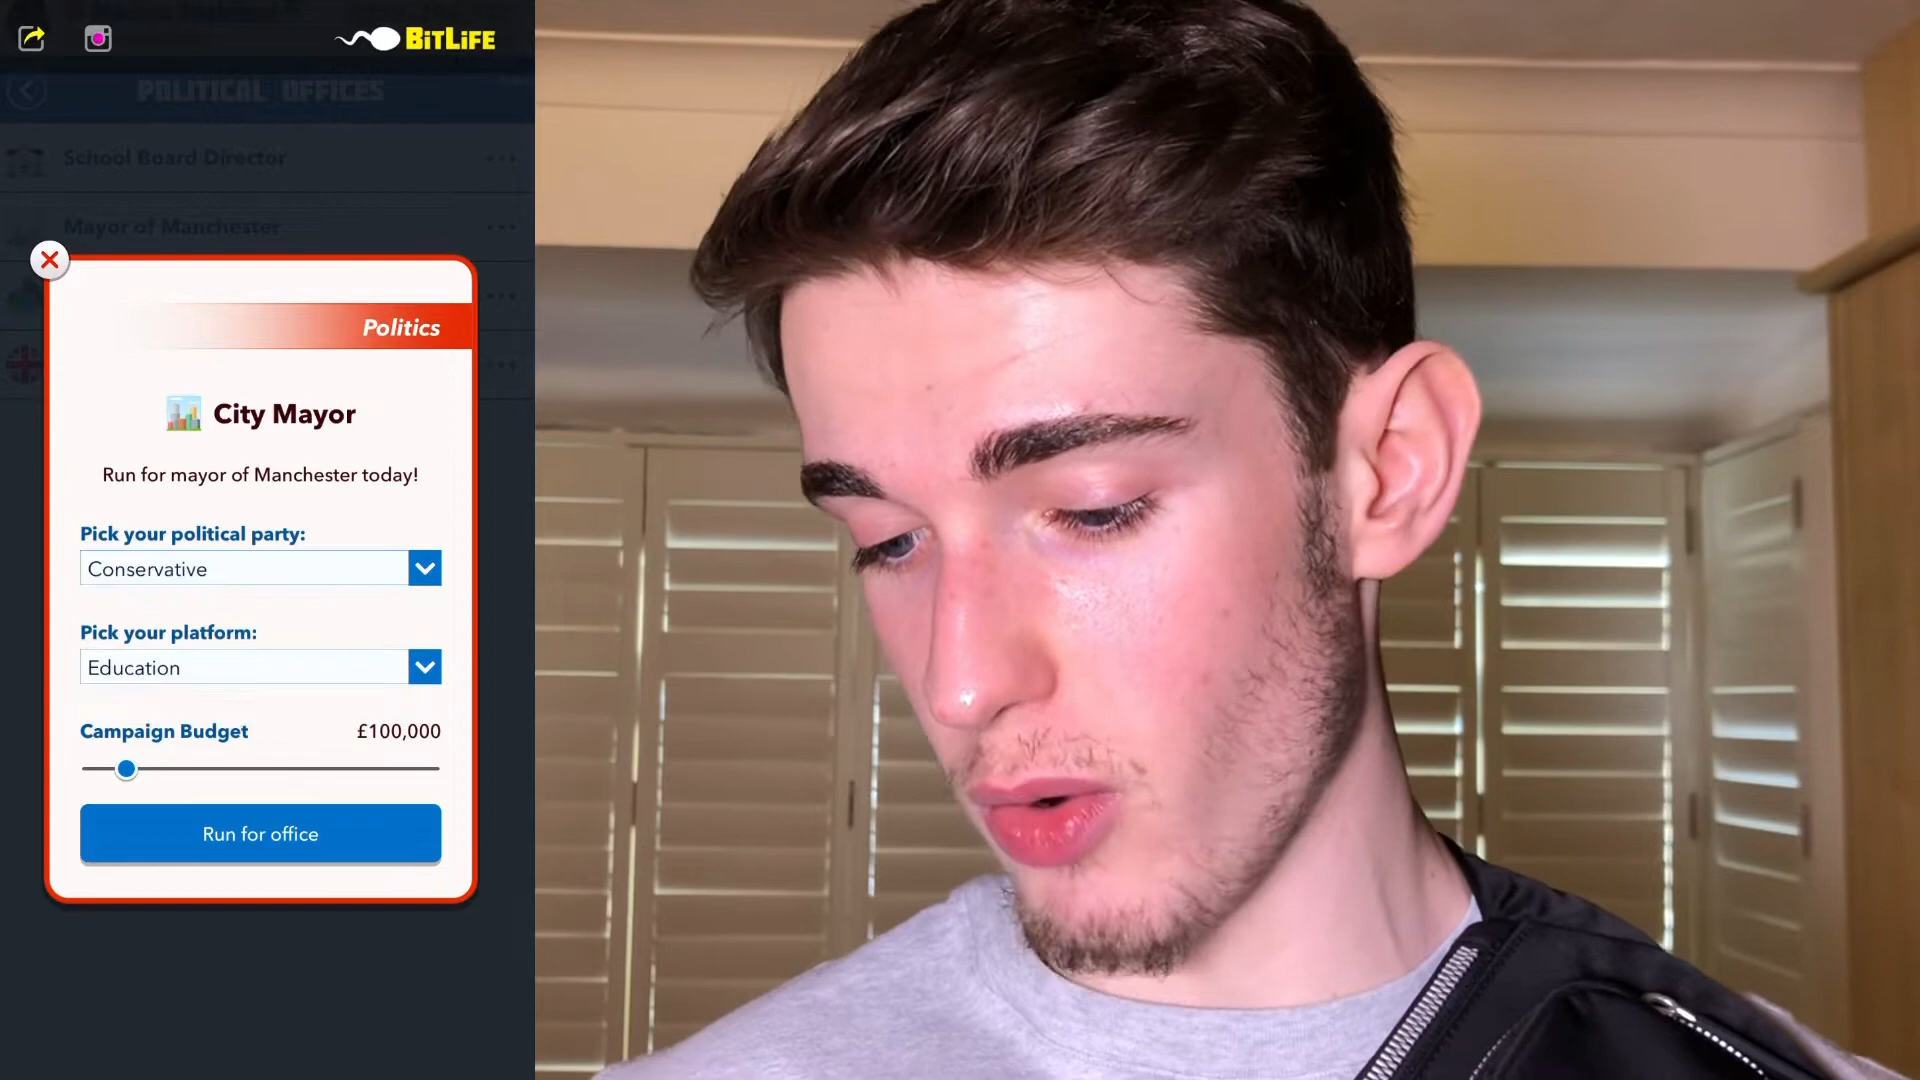 BITLIFE
POLITICAL OFFICES
School Board Director
Mayor of Manchester
Politics
City Mayor
Run for mayor of Manchester today!
Pick your political party:
Conservative
Pick your platform:
Education
Campaign Budget £100,000
Run for office